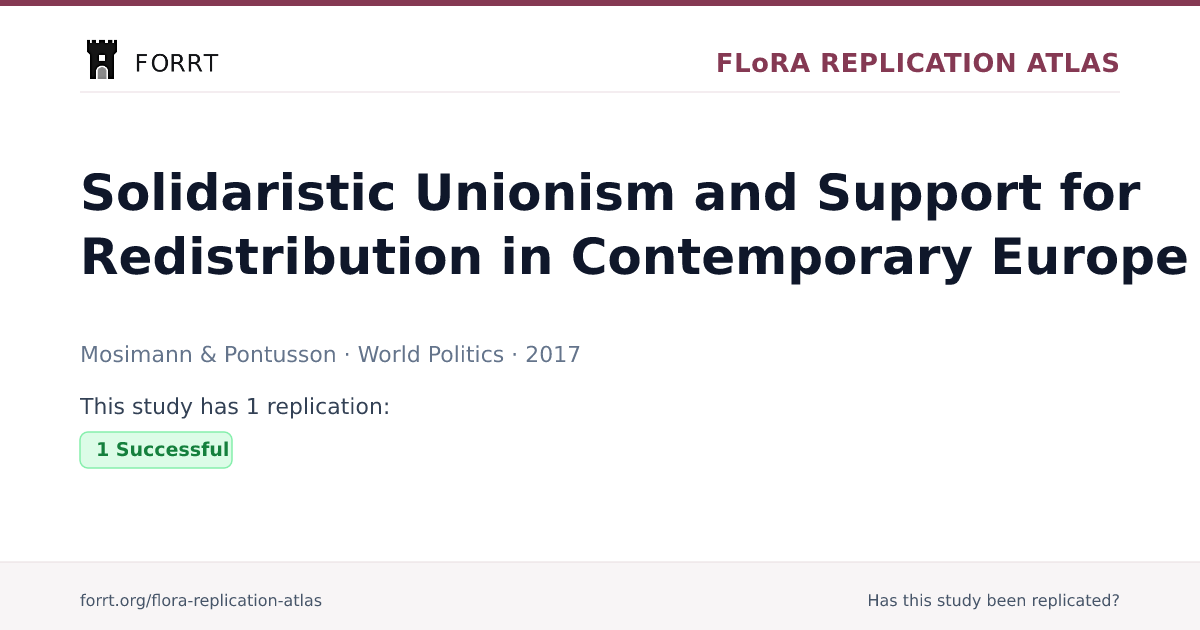 FORRT
FLoRA REPLICATION ATLAS
Solidaristic Unionism and Support for
Redistribution in Contemporary Europe
Mosimann & Pontusson · World Politics · 2017
This study has 1 replication:
1 Successful
forrt.org/flora-replication-atlas
Has this study been replicated?